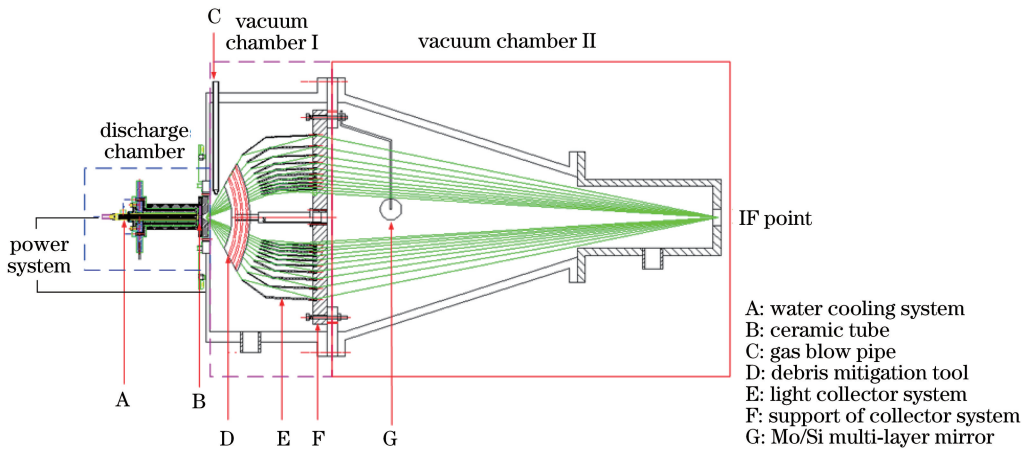 C
vacuum
chamber I
vacuum chamber II
discharge
chamber
IF point
power
system
A
B
D
E
F
G
A: water cooling system
B: ceramic tube
C: gas blow pipe
D: debris mitigation tool
E: light collector system
F: support of collector system
G: Mo/Si multi-layer mirror